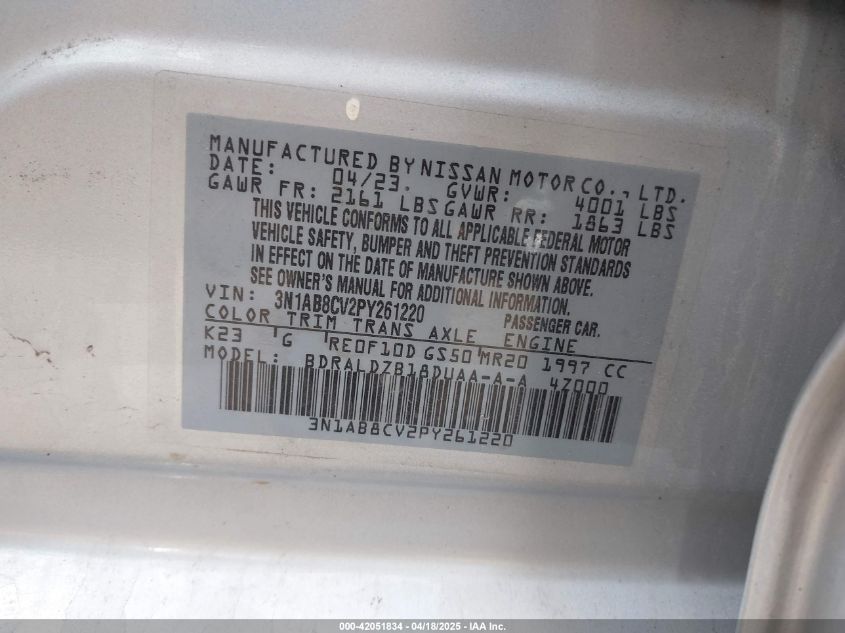 MANUFACTURED BY NISSAN MOTOR CO., LTD.
DATE: 04/23. GVWR: 4001 LBS
GAWR FR: 2161 LBS GAWR RR: 1863 LBS
THIS VEHICLE CONFORMS TO ALL APPLICABLE FEDERAL MOTOR
VEHICLE SAFETY, BUMPER AND THEFT PREVENTION STANDARDS
IN EFFECT ON THE DATE OF MANUFACTURE SHOWN ABOVE.
SEE OWNER'S MANUAL FOR ADDITIONAL INFORMATION.
VIN: 3N1AB8CV2PY261220 PASSENGER CAR.
COLOR TRIM TRANS AXLE ENGINE
K23 G RE0F10D GS50 MR20 1997 CC
MODEL: BDRALDZB18DUAA-A-A 4Z000
3N1AB8CV2PY261220
000-42051834 - 04/18/2025 - IAA Inc.